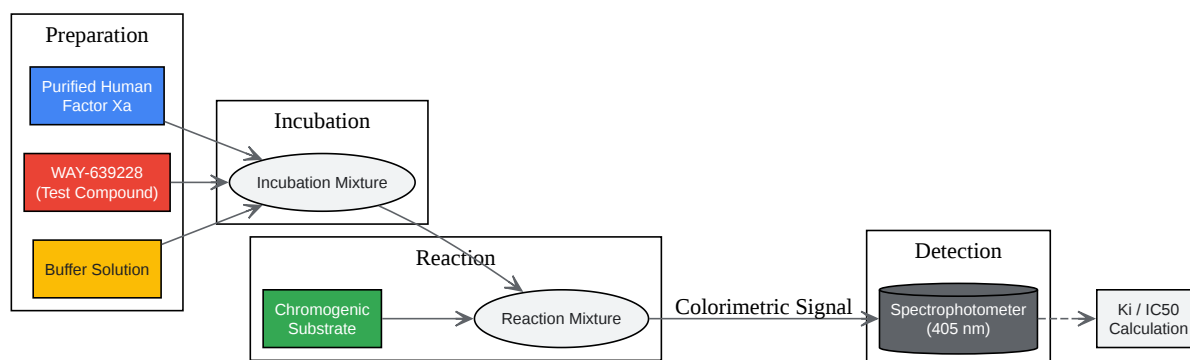 Preparation
Purified Human
Factor Xa
WAY-639228
(Test Compound)
Buffer Solution
Incubation
Incubation Mixture
Reaction
Chromogenic
Substrate
Reaction Mixture
Colorimetric Signal
Detection
Spectrophotometer
(405 nm)
Ki / IC50
Calculation